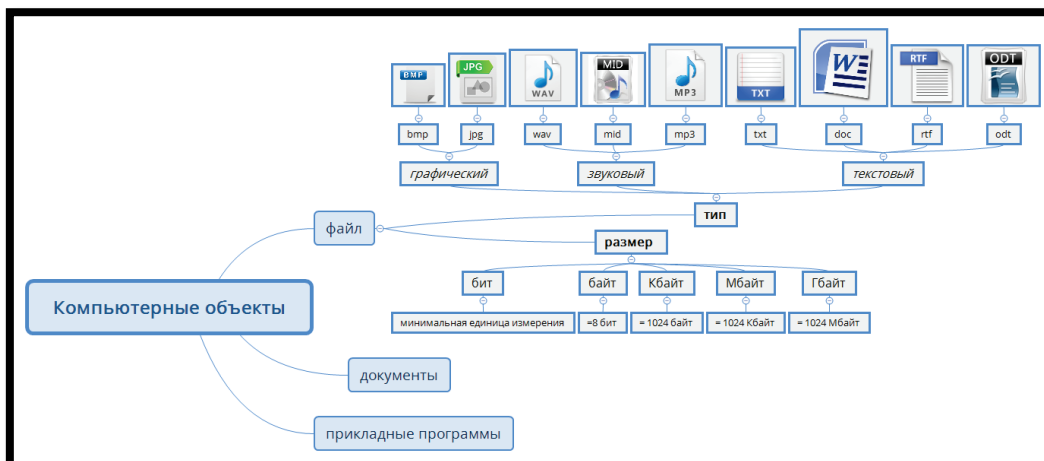 BMP
JPG
WAV
MID
MP3
TXT
W
RTF
ODT
bmp
jpg
wav
mid
mp3
txt
doc
rtf
odt
графический
звуковый
текстовый
тип
файл
размер
бит
байт
Кбайт
Мбайт
Гбайт
минимальная единица измерения
=8 бит
= 1024 байт
= 1024 Кбайт
= 1024 Мбайт
Компьютерные объекты
документы
прикладные программы